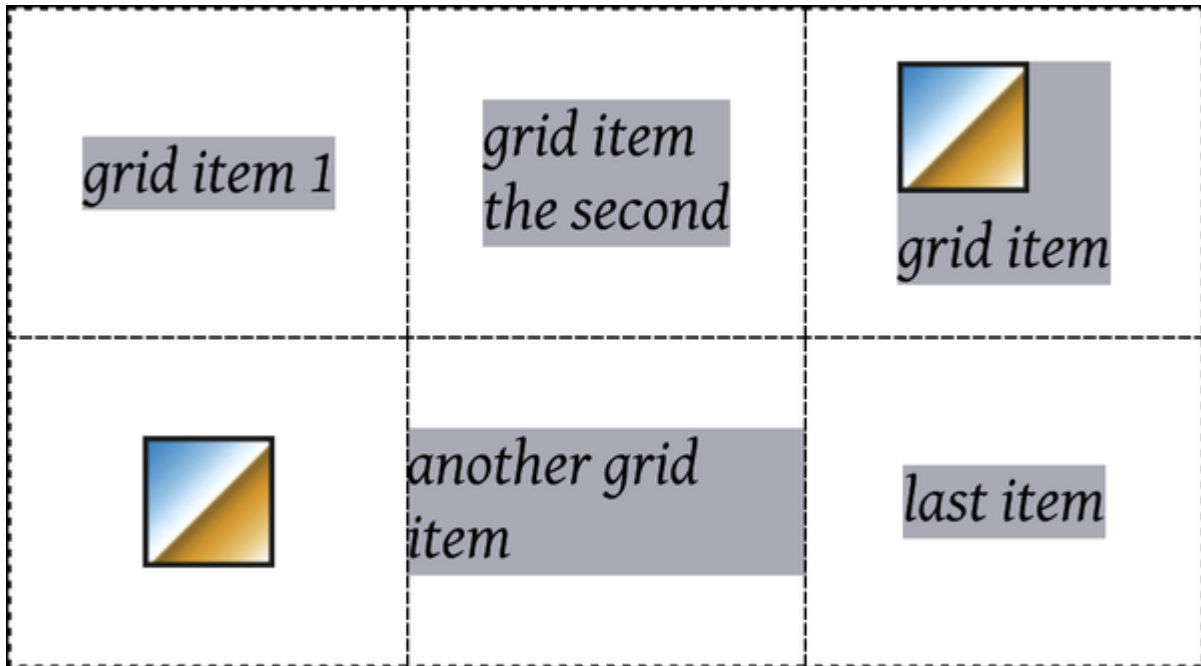 grid item 1
grid item
the second
grid item
another grid
item
last item